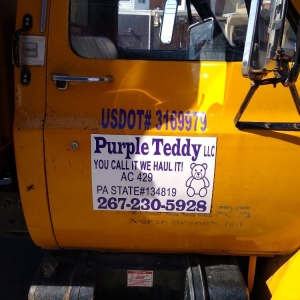 USDOT# 3169979
Purple Teddy LLC
YOU CALL IT WE HAUL IT!
AC 429
PA STATE#134819
267-230-5928